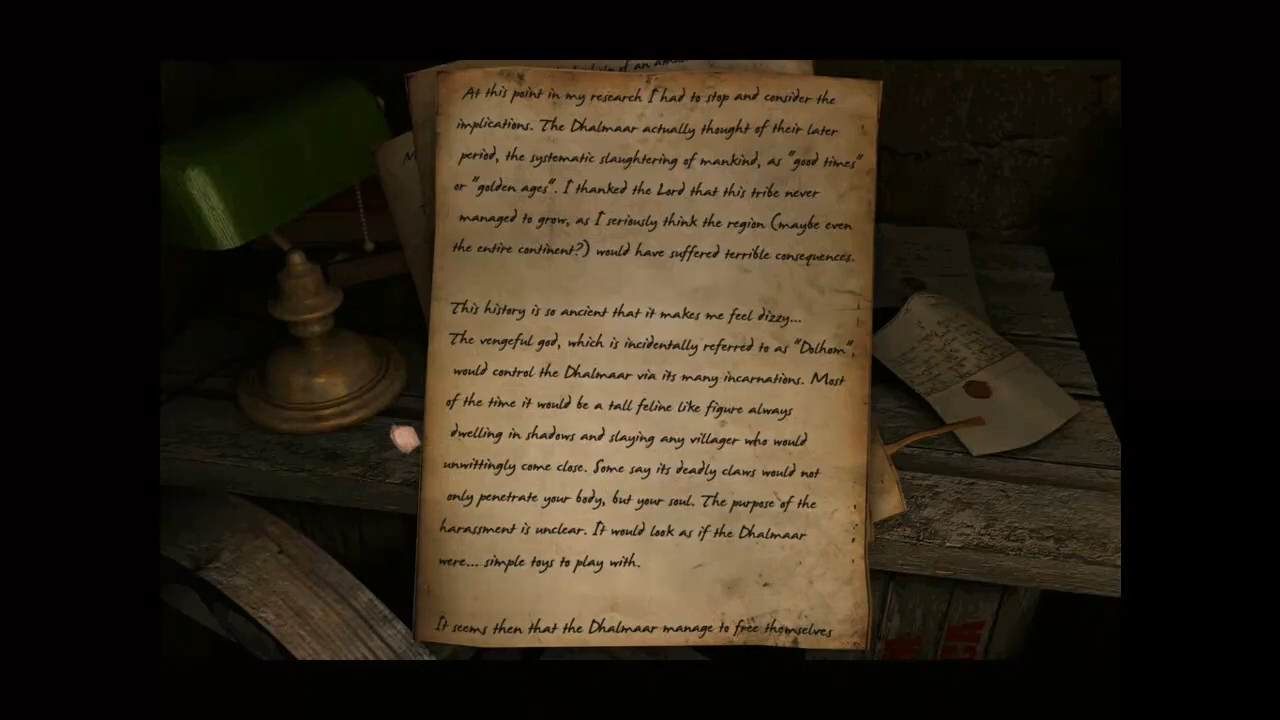 of an
At this point in my research I had to stop and consider the
implications. The Dhalmaar actually thought of their later
period, the systematic slaughtering of mankind, as "good times"
or "golden ages". I thanked the Lord that this tribe never
managed to grow, as I seriously think the region (maybe even
the entire continent?) would have suffered terrible consequences.
This history is so ancient that it makes me feel dizzy...
The vengeful god, which is incidentally referred to as "Dolhom",
would control the Dhalmaar via its many incarnations. Most
of the time it would be a tall feline like figure always
dwelling in shadows and slaying any villager who would
unwittingly come close. Some say its deadly claws would not
only penetrate your body, but your soul. The purpose of the
harassment is unclear. It would look as if the Dhalmaar
were... simple toys to play with.
It seems then that the Dhalmaar manage to free themselves